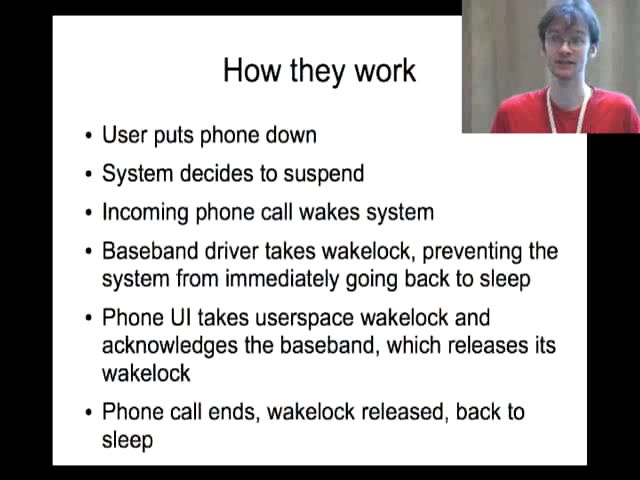 How they work
• User puts phone down
• System decides to suspend
• Incoming phone call wakes system
• Baseband driver takes wakelock, preventing the
system from immediately going back to sleep
• Phone UI takes userspace wakelock and
acknowledges the baseband, which releases its
wakelock
• Phone call ends, wakelock released, back to
sleep